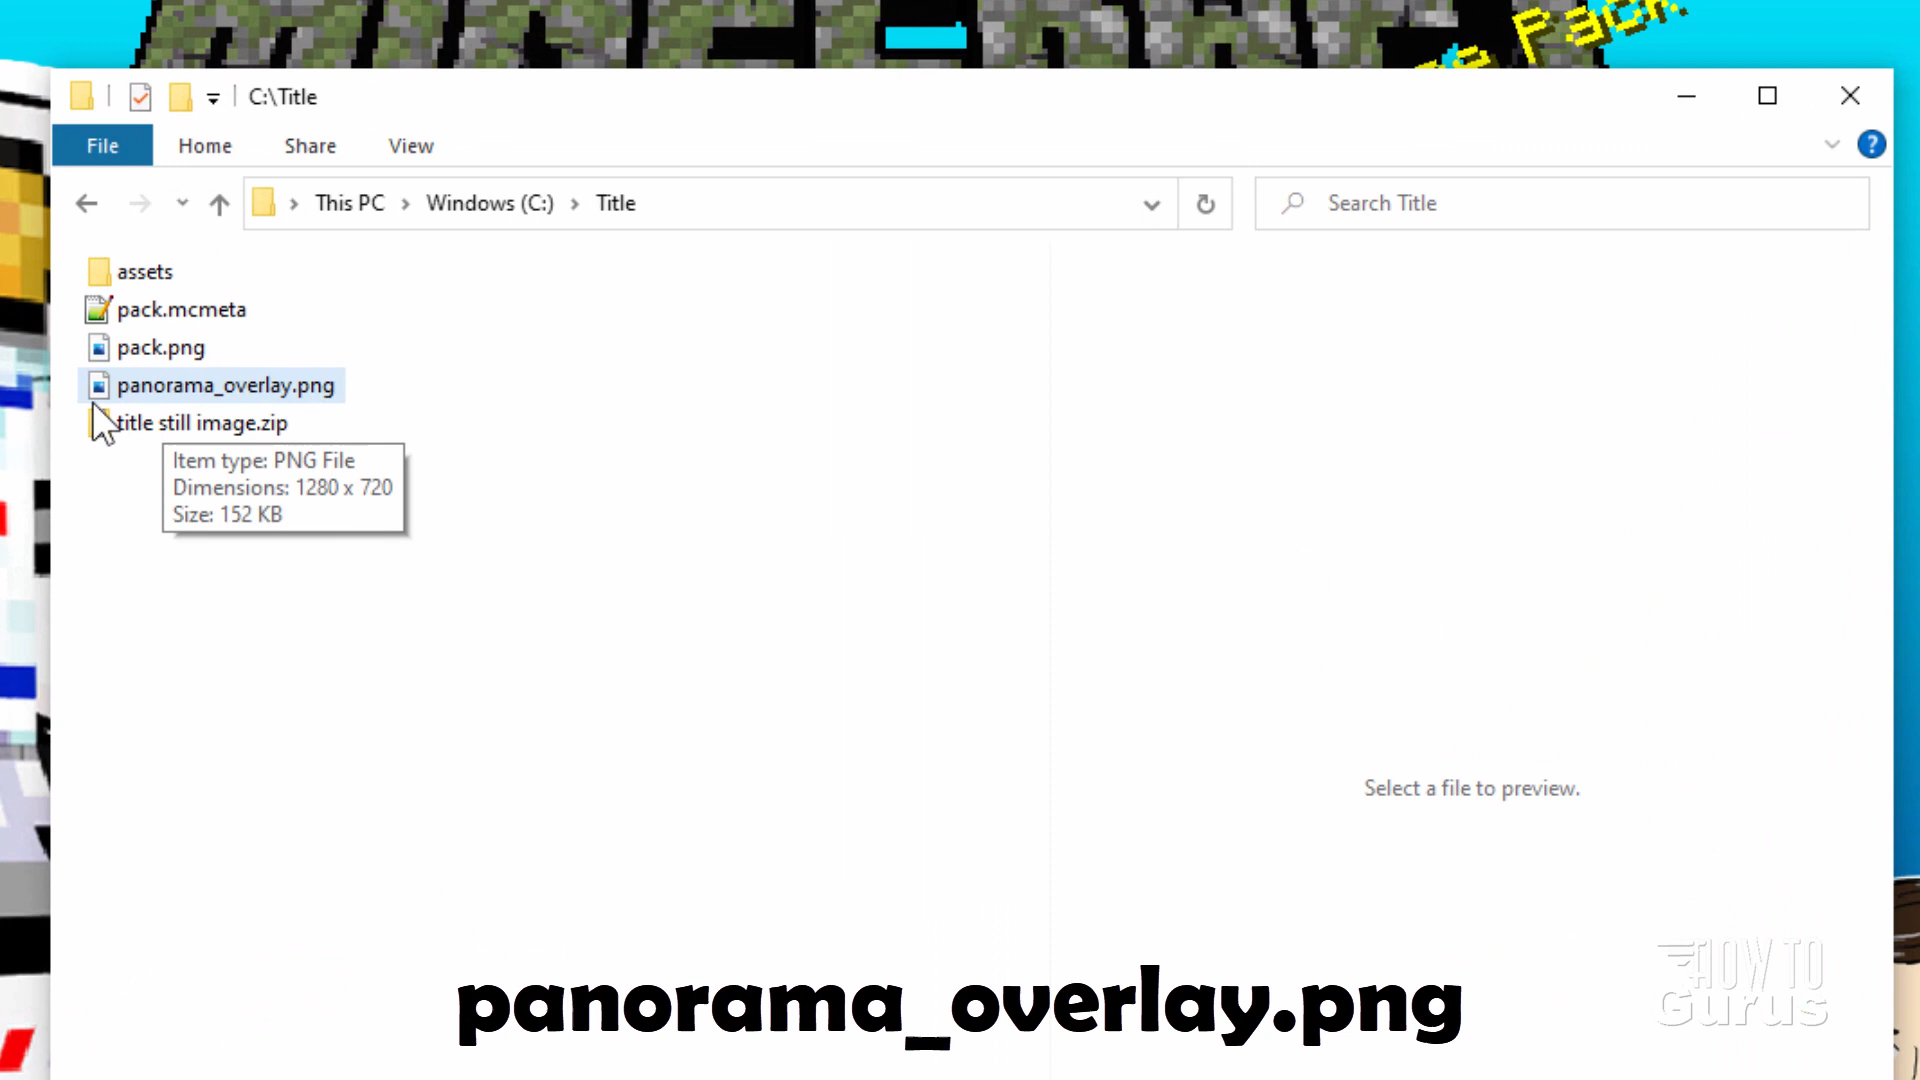 Pack
C:\Title
File Home Share View
?
This PC > Windows (C:) > Title
Search Title
assets
pack.mcmeta
pack.png
panorama_overlay.png
title still image.zip
Item type: PNG File
Dimensions: 1280 x 720
Size: 152 KB
Select a file to preview.
panorama_overlay.png
HOW TO
Gurus